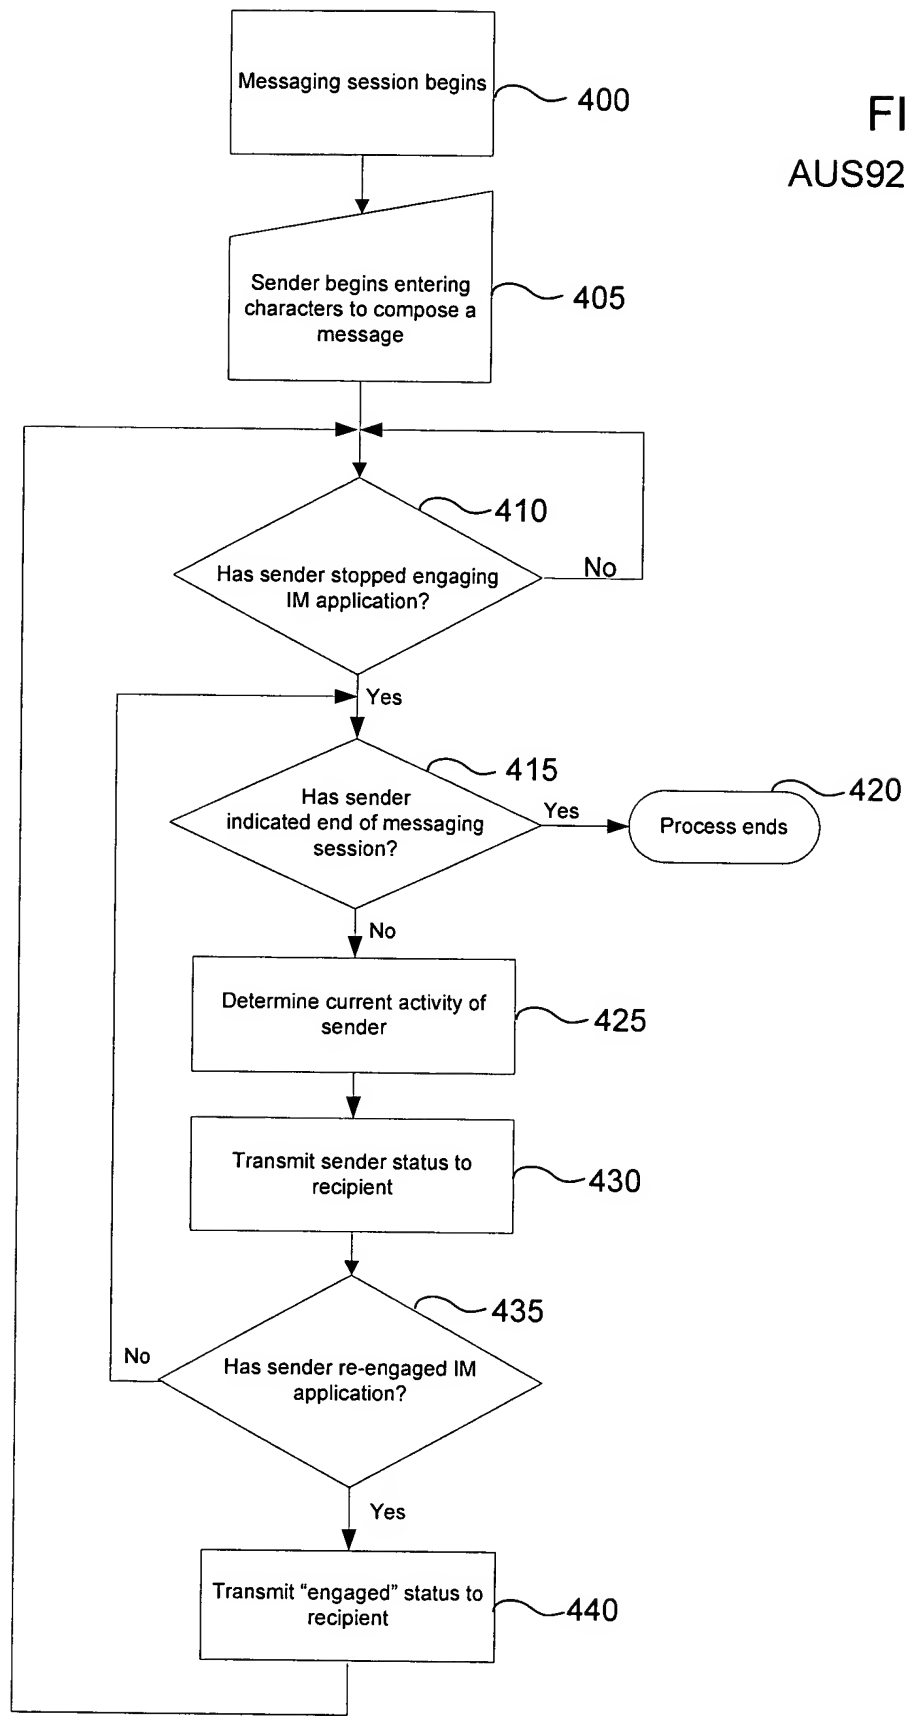 Messaging session begins
400
FI
AUS92
Sender begins entering
characters to compose a
message
405
410
Has sender stopped engaging
IM application?
No
Yes
415
Has sender
indicated end of messaging
session?
Yes
420
Process ends
No
Determine current activity of
sender
425
Transmit sender status to
recipient
430
435
No
Has sender re-engaged IM
application?
Yes
Transmit “engaged” status to
recipient
440